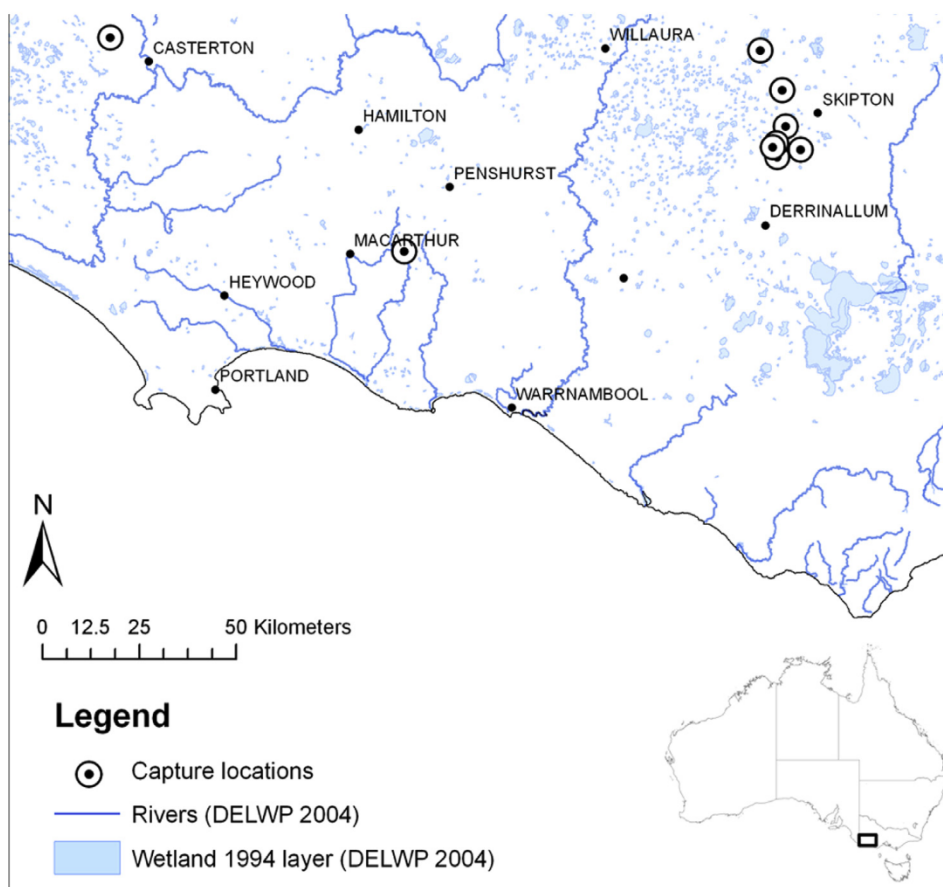 CASTERTON
WILLAURA
SKIPTON
HAMILTON
PENSHURST
DERRINALLUM
MACARTHUR
HEYWOOD
PORTLAND
WARRNAMBOOL
N
0 12.5 25 50 Kilometers
Legend
Capture locations
Rivers (DELWP 2004)
Wetland 1994 layer (DELWP 2004)